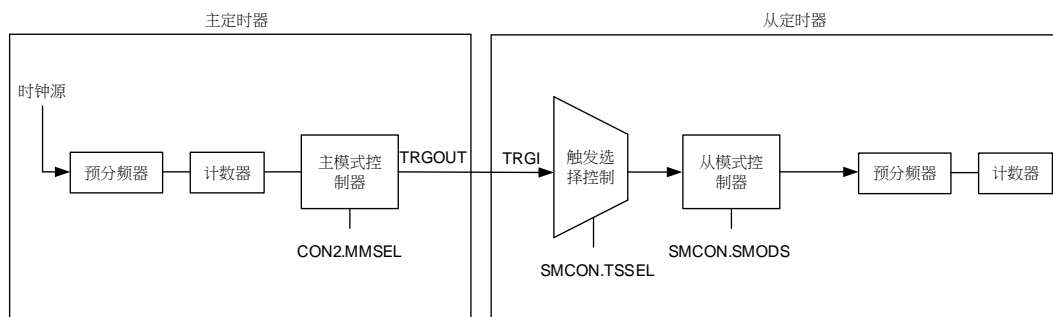 主定时器
从定时器
时钟源
预分频器
计数器
主模式控
制器
TRGOUT
TRGI
触发选
择控制
从模式控
制器
预分频器
计数器
CON2.MMSEL
SMCON.TSSEL
SMCON.SMODS